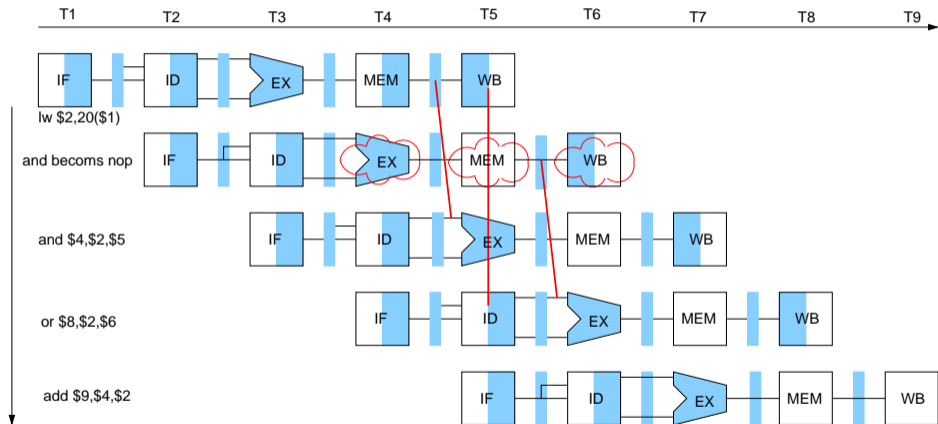 T1 T2 T3 T4 T5 T6 T7 T8 T9
IF ID EX MEM WB
lw $2,20($1)
and becoms nop IF ID EX MEM WB
and $4,$2,$5 IF ID EX MEM WB
or $8,$2,$6 IF ID EX MEM WB
add $9,$4,$2 IF ID EX MEM WB